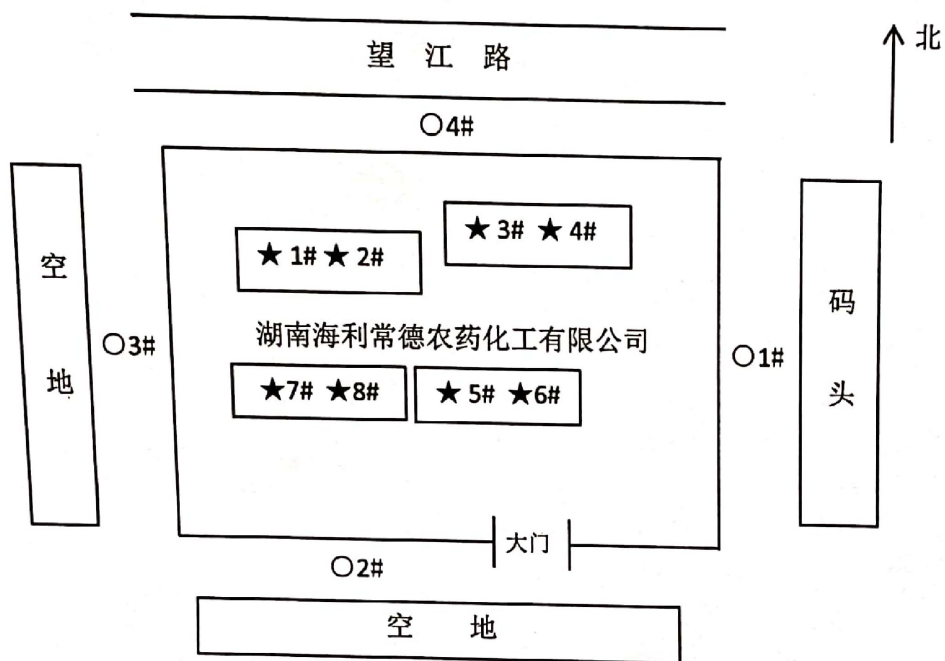 望江路
北
○4#
★3# ★4#
★1# ★2#
空地
码头
湖南海利常德农药化工有限公司
○3#
○1#
★7# ★8#
★5# ★6#
大门
○2#
空地